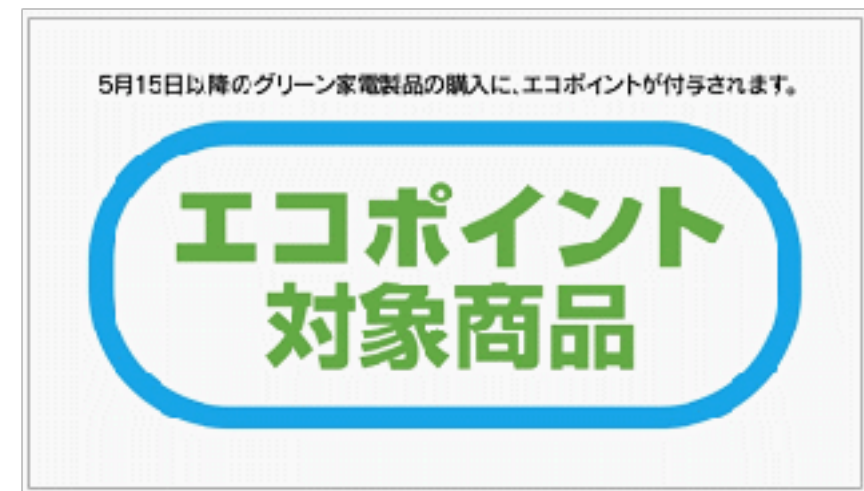 5月15日以降のグリーン家電製品の購入に、エコポイントが付与されます。
エコポイント
対象商品